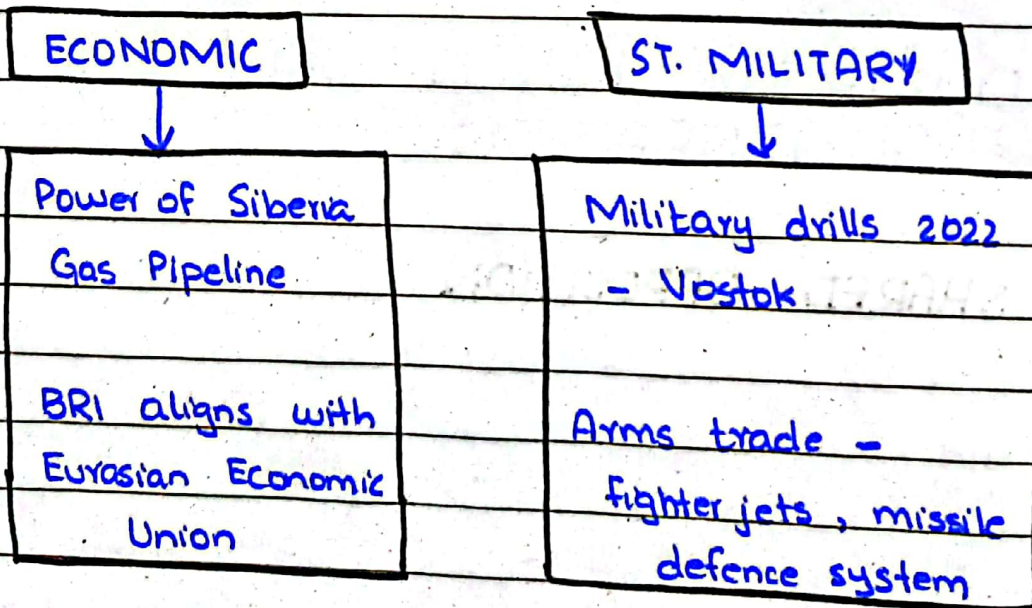 ECONOMIC
Power of Siberia
Gas Pipeline
BRI aligns with
Eurasian Economic
Union
ST. MILITARY
Military drills 2022
- Vostok
Arms trade -
fighter jets, missile
defence system